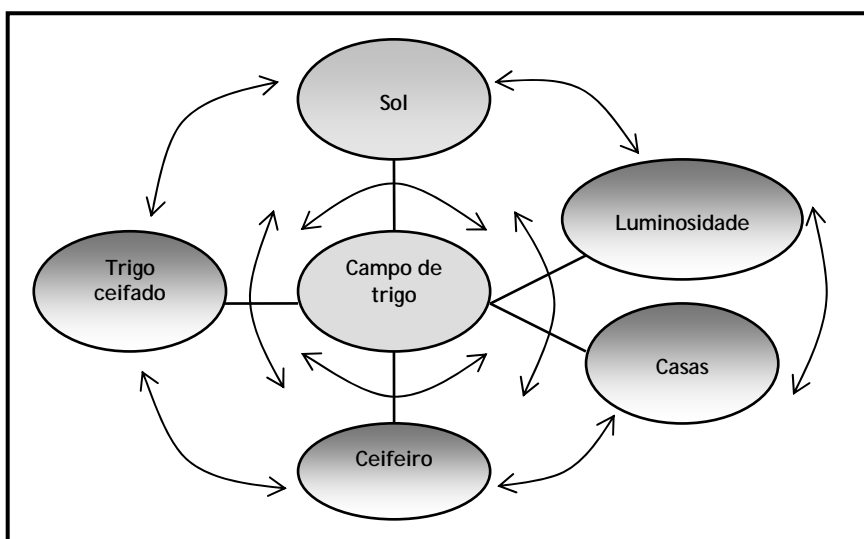 Sol
Luminosidade
Trigo
ceifado
Campo de
trigo
Casas
Ceifeiro